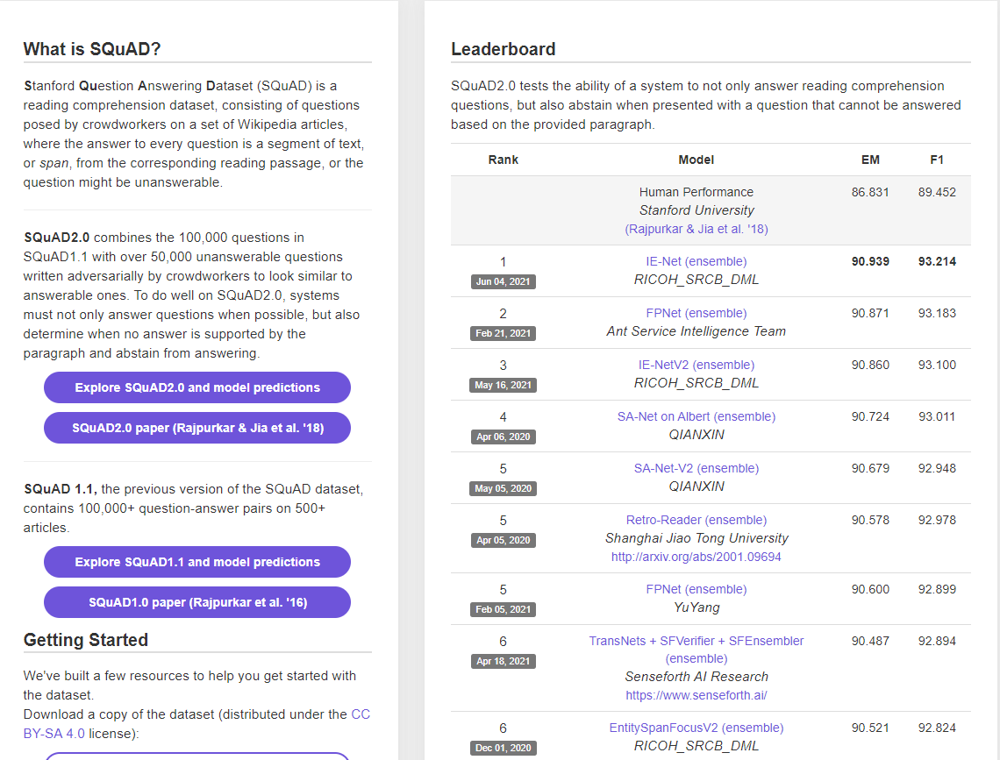 What is SQuAD?
Stanford Question Answering Dataset (SQuAD) is a
reading comprehension dataset, consisting of questions
posed by crowdworkers on a set of Wikipedia articles,
where the answer to every question is a segment of text,
or span, from the corresponding reading passage, or the
question might be unanswerable.
SQuAD2.0 combines the 100,000 questions in
SQuAD1.1 with over 50,000 unanswerable questions
written adversarially by crowdworkers to look similar to
answerable ones. To do well on SQuAD2.0, systems
must not only answer questions when possible, but also
determine when no answer is supported by the
paragraph and abstain from answering.
Explore SQuAD2.0 and model predictions
SQuAD2.0 paper (Rajpurkar & Jia et al. '18)
SQuAD 1.1, the previous version of the SQuAD dataset,
contains 100,000+ question-answer pairs on 500+
articles.
Explore SQuAD1.1 and model predictions
SQuAD1.0 paper (Rajpurkar et al. '16)
Getting Started
We've built a few resources to help you get started with
the dataset.
Download a copy of the dataset (distributed under the CC
BY-SA 4.0 license):
Leaderboard
SQuAD2.0 tests the ability of a system to not only answer reading comprehension
questions, but also abstain when presented with a question that cannot be answered
based on the provided paragraph.
Rank Model EM F1
Human Performance 86.831 89.452
Stanford University
(Rajpurkar & Jia et al. '18)
1 IE-Net (ensemble) 90.939 93.214
Jun 04, 2021 RICOH_SRCB_DML
2 FPNet (ensemble) 90.871 93.183
Feb 21, 2021 Ant Service Intelligence Team
3 IE-NetV2 (ensemble) 90.860 93.100
May 16, 2021 RICOH_SRCB_DML
4 SA-Net on Albert (ensemble) 90.724 93.011
Apr 06, 2020 QIANXIN
5 SA-Net-V2 (ensemble) 90.679 92.948
May 05, 2020 QIANXIN
5 Retro-Reader (ensemble) 90.578 92.978
Apr 05, 2020 Shanghai Jiao Tong University
http://arxiv.org/abs/2001.09694
5 FPNet (ensemble) 90.600 92.899
Feb 05, 2021 YuYang
6 TransNets + SFVerifier + SFEnsembler 90.487 92.894
Apr 18, 2021 (ensemble)
Senseforth AI Research
https://www.senseforth.ai/
6 EntitySpanFocusV2 (ensemble) 90.521 92.824
Dec 01, 2020 RICOH_SRCB_DML